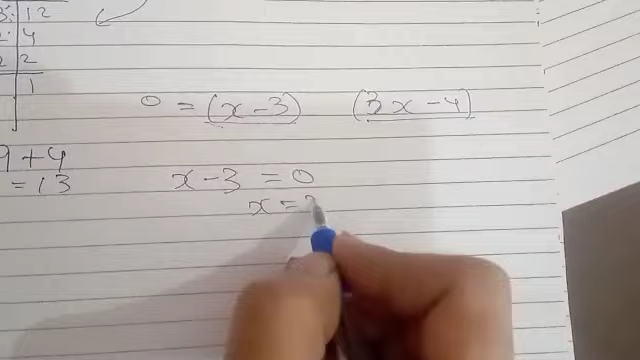 3 12
2 4
2 2
1
0 = (x - 3) (3x - 4)
9 + 4
= 13
x - 3 = 0
x =